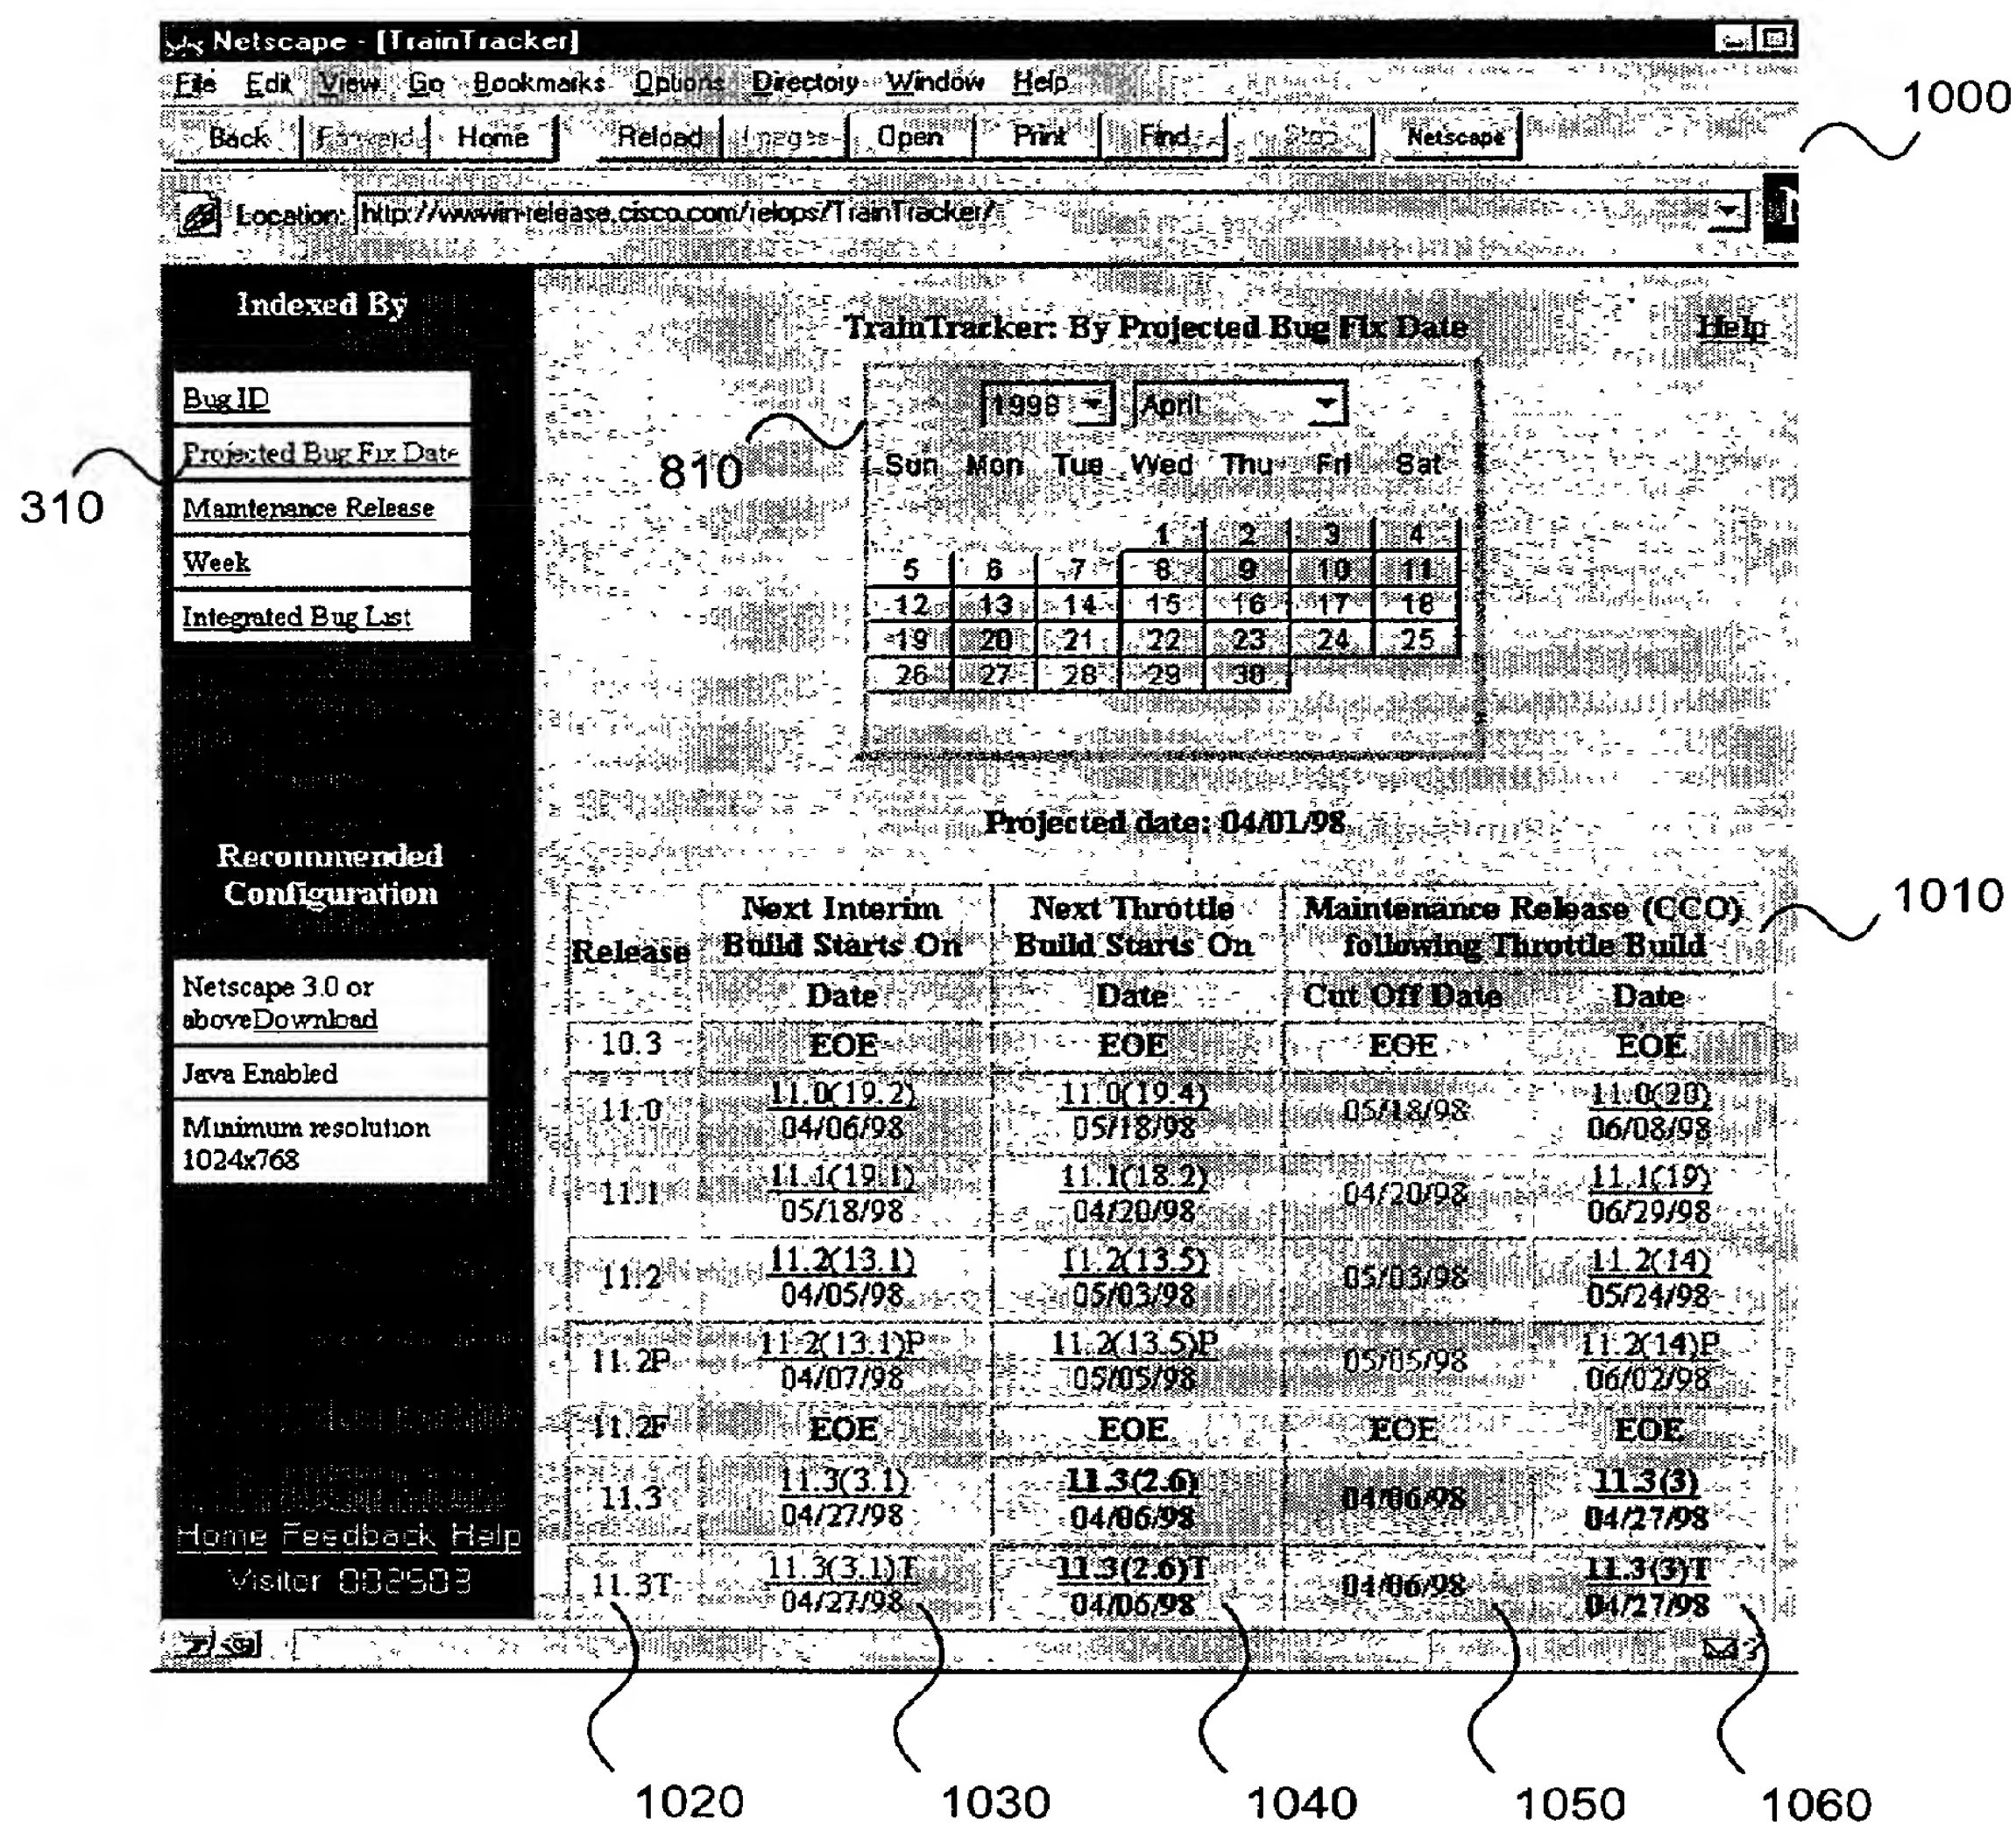 Netscape - [TrainTracker]
File Edit View Go Bookmarks Options Directory Window Help
1000
Back Forward Home Reload Images Open Print Find Stop Netscape
Location: http://wwwin-release.cisco.com/relops/TrainTracker/
Indexed By
Bug ID
Projected Bug Fix Date
Maintenance Release
Week
Integrated Bug List
310
Recommended
Configuration
Netscape 3.0 or
aboveDownload
Java Enabled
Minimum resolution
1024x768
Home Feedback Help
Visitor 002503
TrainTracker: By Projected Bug Fix Date
Help
810
1998 April
Sun Mon Tue Wed Thu Fri Sat
1 2 3 4
5 6 7 8 9 10 11
12 13 14 15 16 17 18
19 20 21 22 23 24 25
26 27 28 29 30
Projected date: 04/01/98
1010
Next Interim Next Throttle Maintenance Release (CCO)
Release Build Starts On Build Starts On following Throttle Build
Date Date Cut Off Date Date
10.3 EOE EOE EOE EOE
11.0(19.2) 11.0(19.4) 11.0(20)
11.0 05/18/98
04/06/98 05/18/98 06/08/98
11.1(19.1) 11.1(18.2) 11.1(19)
11.1 04/20/98
05/18/98 04/20/98 06/29/98
11.2(13.1) 11.2(13.5) 11.2(14)
11.2 05/03/98
04/05/98 05/03/98 05/24/98
11.2(13.1)P 11.2(13.5)P 11.2(14)P
11.2P 05/05/98
04/07/98 05/05/98 06/02/98
11.2F EOE EOE EOE EOE
11.3(3.1) 11.3(2.6) 11.3(3)
11.3 04/06/98
04/27/98 04/06/98 04/27/98
11.3(3.1)T 11.3(2.6)T 11.3(3)T
11.3T 04/06/98
04/27/98 04/06/98 04/27/98
1020 1030 1040 1050 1060